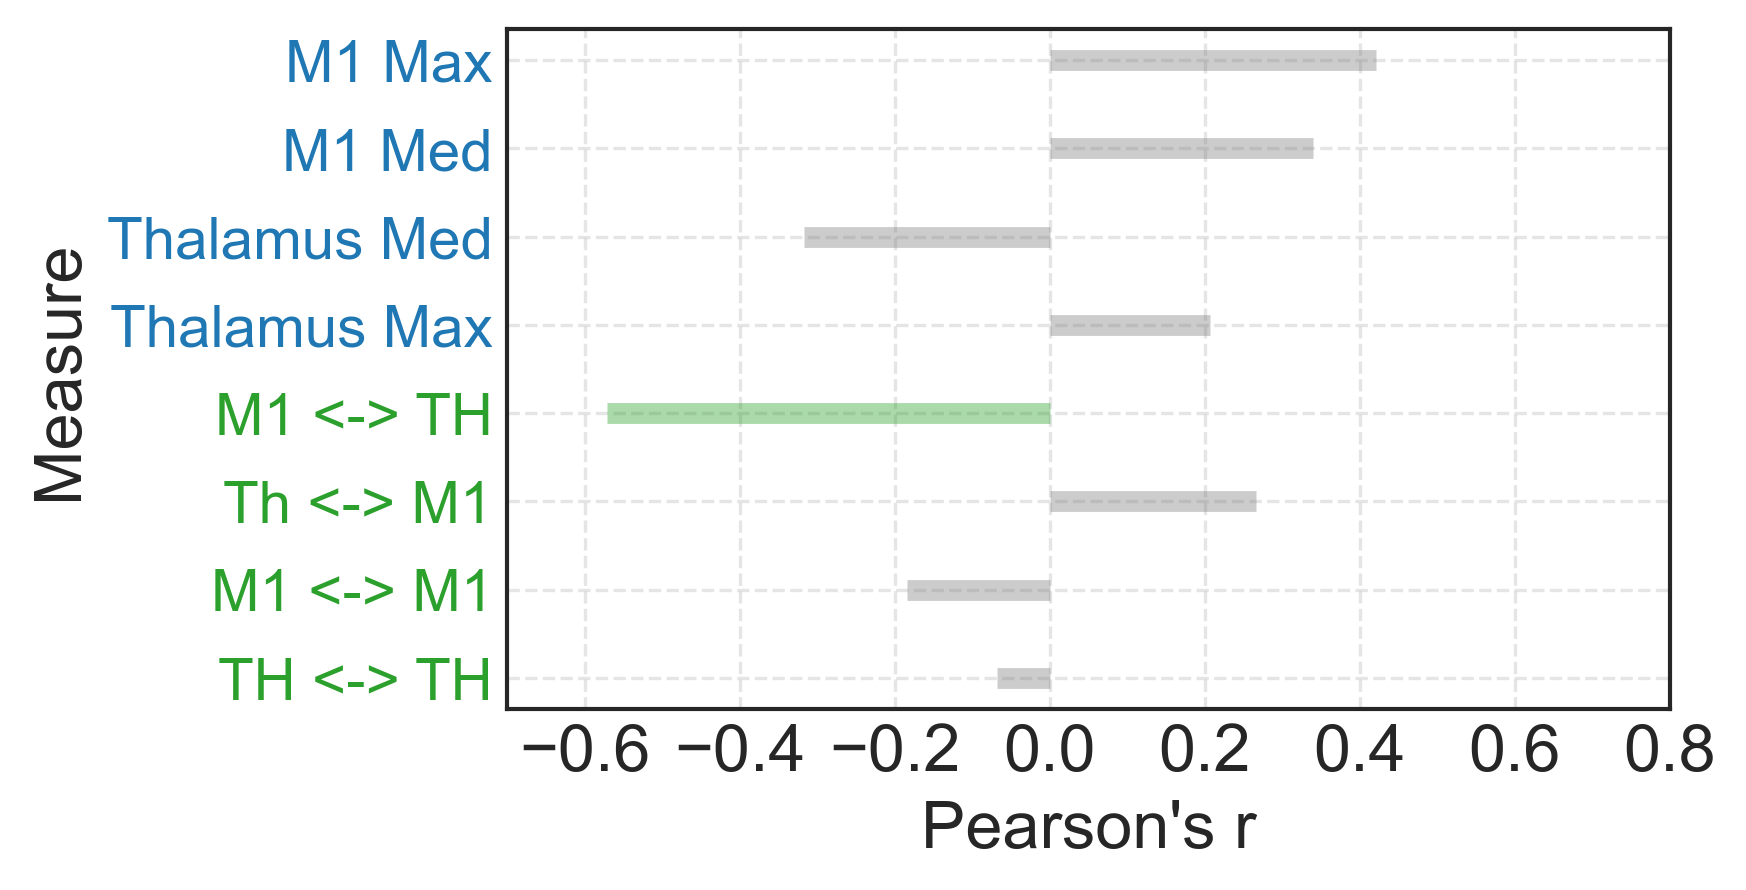 M1 Max
M1 Med
Thalamus Med
Thalamus Max
M1 <-> TH
Th <-> M1
M1 <-> M1
TH <-> TH
Measure
−0.6 −0.4 −0.2 0.0 0.2 0.4 0.6 0.8
Pearson's r